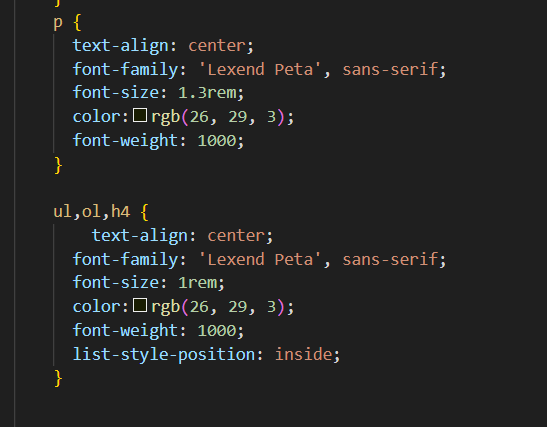 }
p {
text-align: center;
font-family: 'Lexend Peta', sans-serif;
font-size: 1.3rem;
color:rgb(26, 29, 3);
font-weight: 1000;
}
ul,ol,h4 {
text-align: center;
font-family: 'Lexend Peta', sans-serif;
font-size: 1rem;
color:rgb(26, 29, 3);
font-weight: 1000;
list-style-position: inside;
}